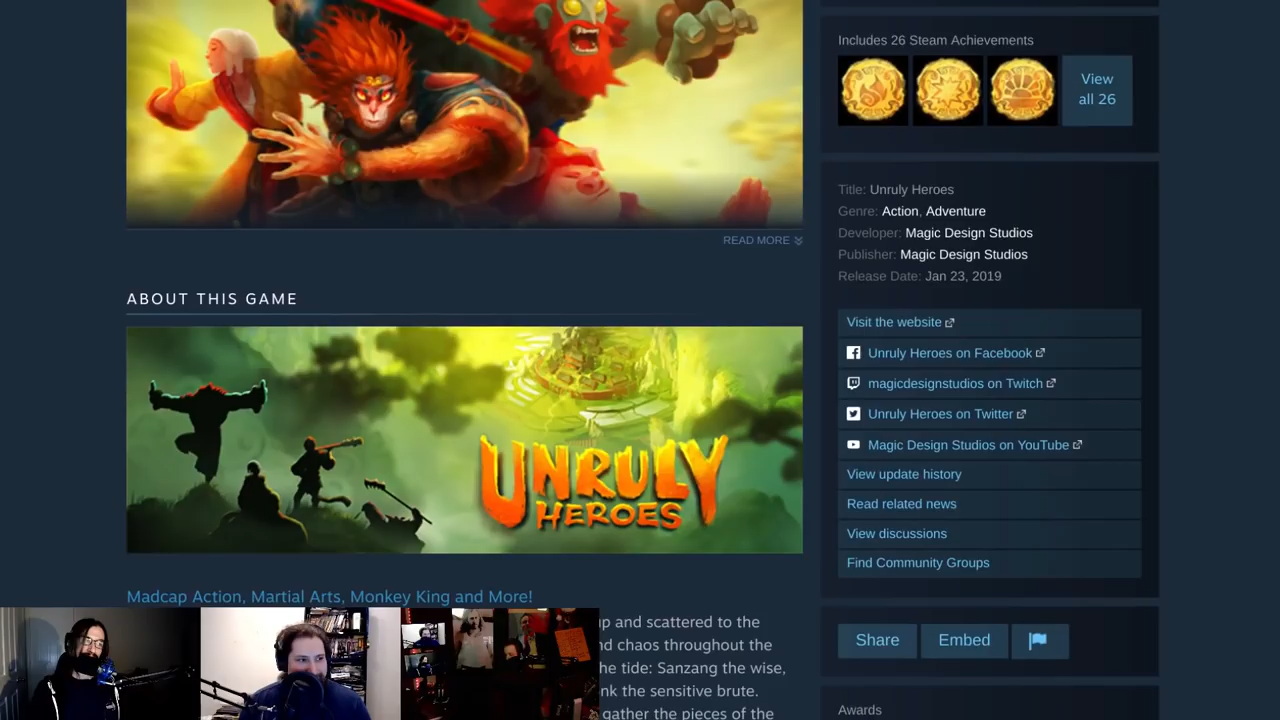 READ MORE
ABOUT THIS GAME
UNRULY
HEROES
Madcap Action, Martial Arts, Monkey King and More!
and scattered to the
chaos throughout the
tide: Sanzang the wise,
the sensitive brute.
gather the pieces of the
Includes 26 Steam Achievements
View
all 26
Title: Unruly Heroes
Genre: Action, Adventure
Developer: Magic Design Studios
Publisher: Magic Design Studios
Release Date: Jan 23, 2019
Visit the website
Unruly Heroes on Facebook
magicdesignstudios on Twitch
Unruly Heroes on Twitter
Magic Design Studios on YouTube
View update history
Read related news
View discussions
Find Community Groups
Share
Embed
Awards